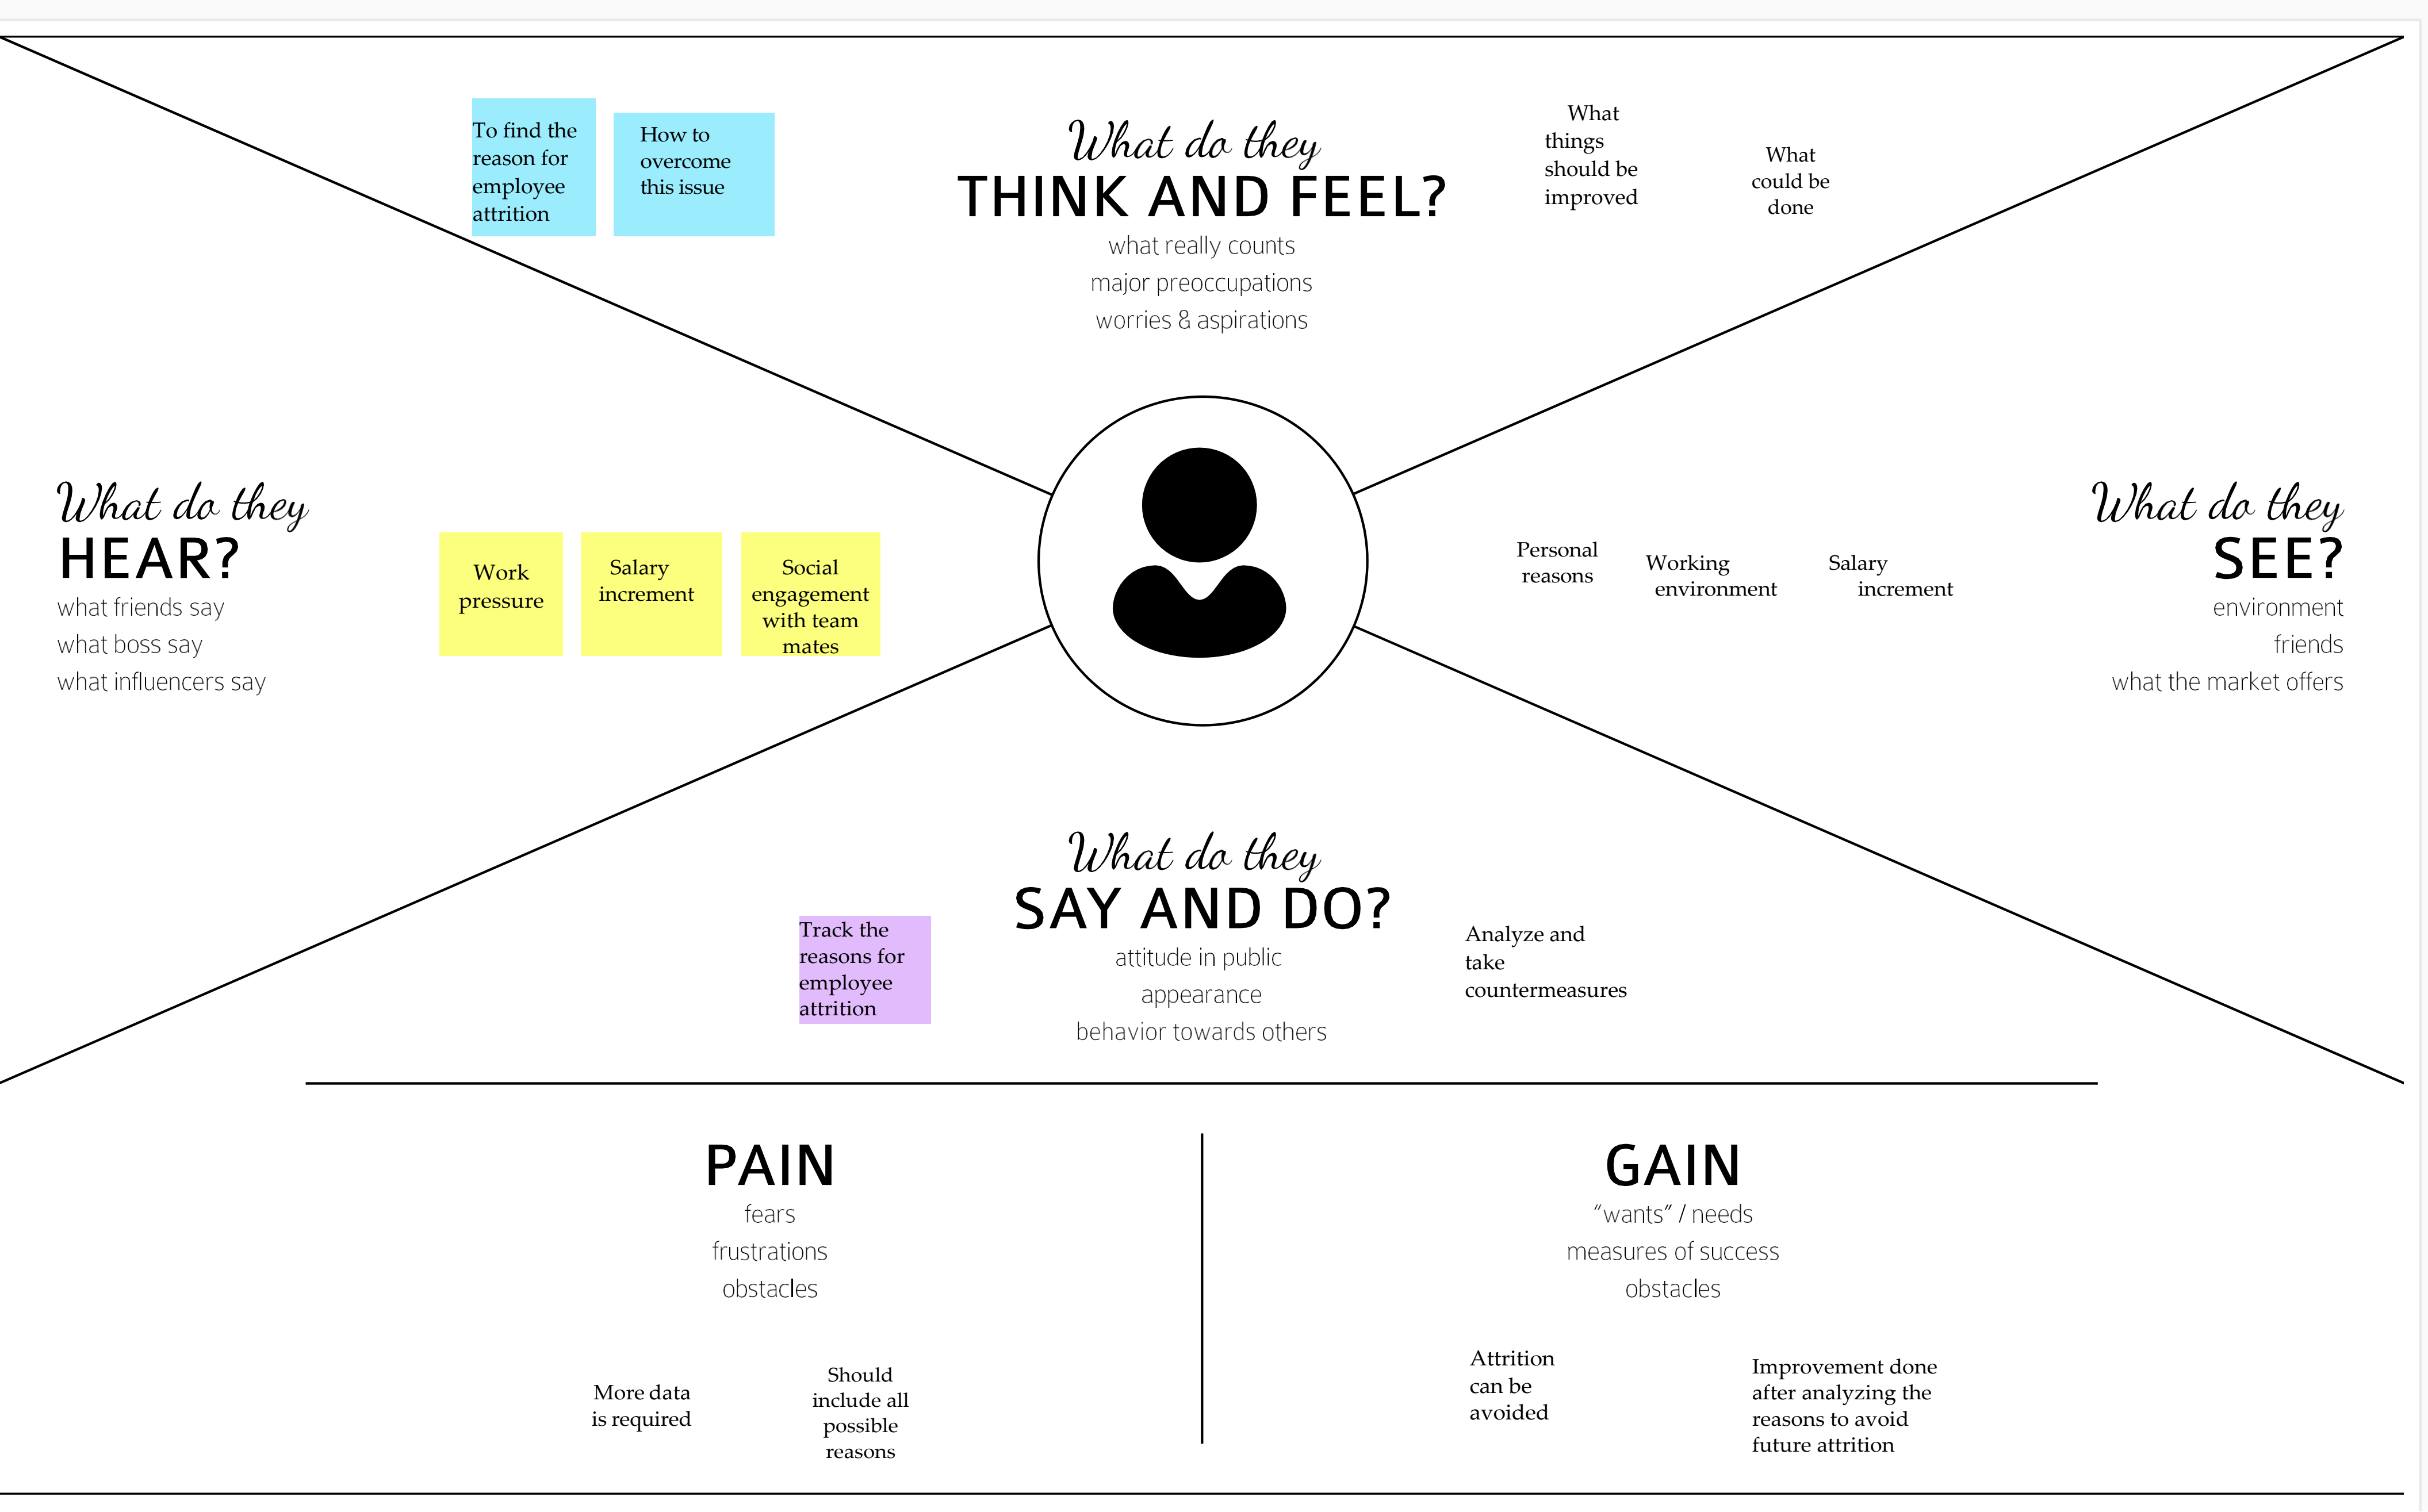 To find the
reason for
employee
attrition
How to
overcome
this issue
What do they
THINK AND FEEL?
what really counts
major preoccupations
worries & aspirations
What
things
should be
improved
What
could be
done
What do they
HEAR?
what friends say
what boss say
what influencers say
Work
pressure
Salary
increment
Social
engagement
with team
mates
Personal
reasons
Working
environment
Salary
increment
What do they
SEE?
environment
friends
what the market offers
Track the
reasons for
employee
attrition
What do they
SAY AND DO?
attitude in public
appearance
behavior towards others
Analyze and
take
countermeasures
PAIN
fears
frustrations
obstacles
More data
is required
Should
include all
possible
reasons
GAIN
“wants” / needs
measures of success
obstacles
Attrition
can be
avoided
Improvement done
after analyzing the
reasons to avoid
future attrition